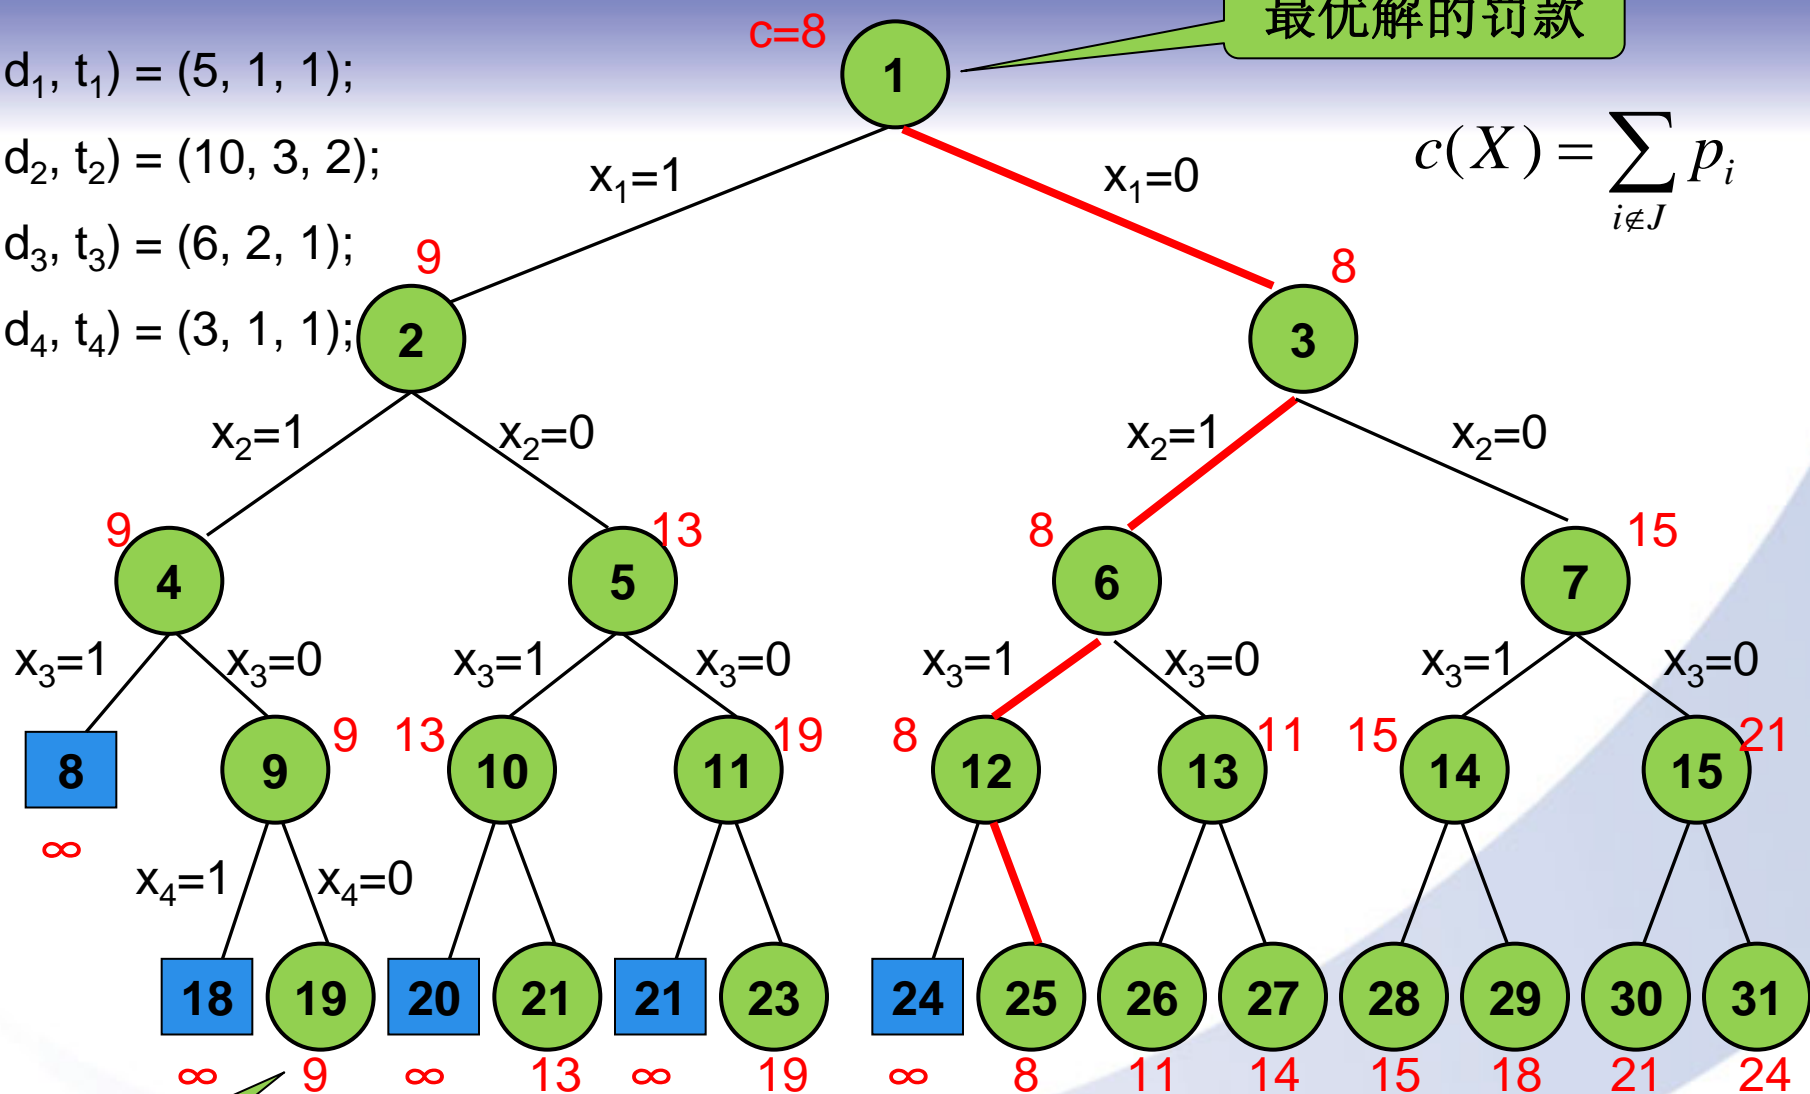 最优解的罚款
c=8
1
d₁, t₁) = (5, 1, 1);
d₂, t₂) = (10, 3, 2);
d₃, t₃) = (6, 2, 1);
d₄, t₄) = (3, 1, 1);
c(X) = ∑ pᵢ
i∉J
x₁=1 x₁=0
9 8
2 3
x₂=1 x₂=0 x₂=1 x₂=0
9 13 8 15
4 5 6 7
x₃=1 x₃=0 x₃=1 x₃=0 x₃=1 x₃=0 x₃=1 x₃=0
9 13 19 8 11 15 21
8 9 10 11 12 13 14 15
∞
x₄=1 x₄=0
18 19 20 21 21 23 24 25 26 27 28 29 30 31
∞ 9 ∞ 13 ∞ 19 ∞ 8 11 14 15 18 21 24